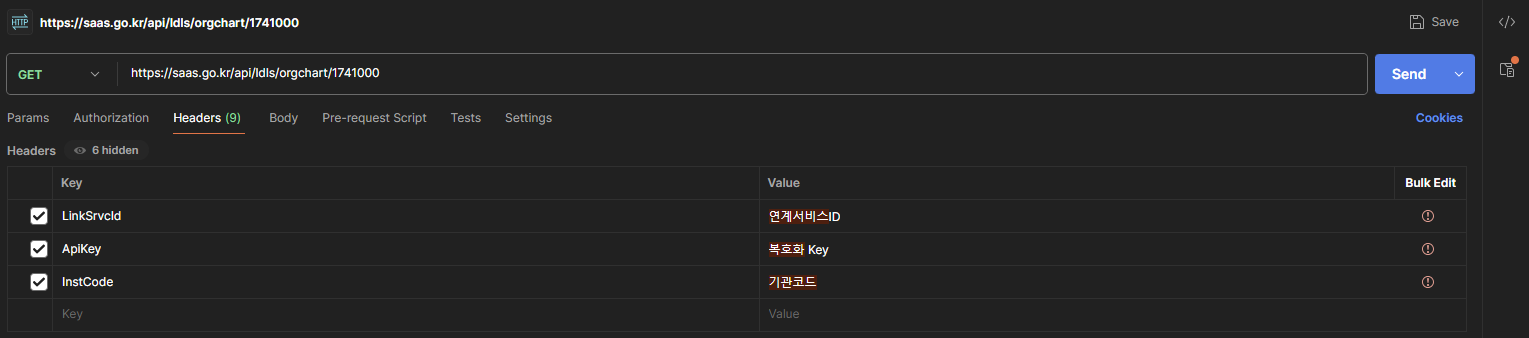 HTTP https://saas.go.kr/api/ldls/orgchart/1741000 Save
GET https://saas.go.kr/api/ldls/orgchart/1741000 Send
Params Authorization Headers (9) Body Pre-request Script Tests Settings Cookies
Headers 6 hidden
Key Value Bulk Edit
LinkSrvcId 연계서비스ID
ApiKey 복호화 Key
InstCode 기관코드
Key Value